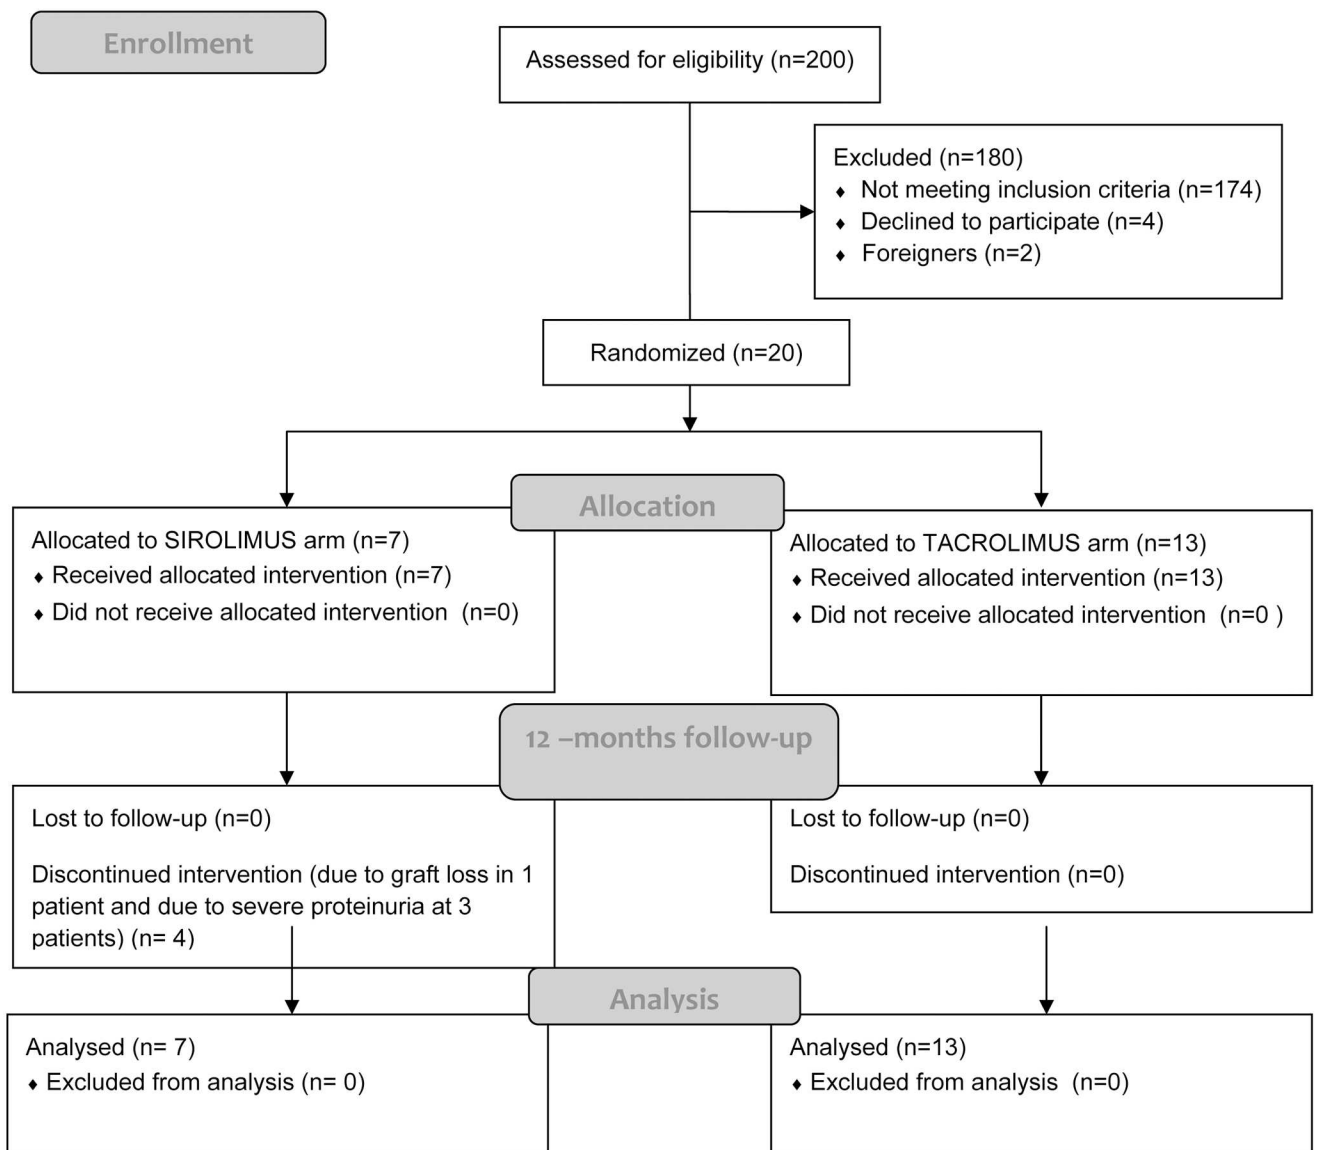 Enrollment
Assessed for eligibility (n=200)
Excluded (n=180)
♦ Not meeting inclusion criteria (n=174)
♦ Declined to participate (n=4)
♦ Foreigners (n=2)
Randomized (n=20)
Allocation
Allocated to SIROLIMUS arm (n=7)
♦ Received allocated intervention (n=7)
♦ Did not receive allocated intervention (n=0)
Allocated to TACROLIMUS arm (n=13)
♦ Received allocated intervention (n=13)
♦ Did not receive allocated intervention (n=0 )
12 –months follow-up
Lost to follow-up (n=0)
Discontinued intervention (due to graft loss in 1
patient and due to severe proteinuria at 3
patients) (n= 4)
Lost to follow-up (n=0)
Discontinued intervention (n=0)
Analysis
Analysed (n= 7)
♦ Excluded from analysis (n= 0)
Analysed (n=13)
♦ Excluded from analysis (n=0)